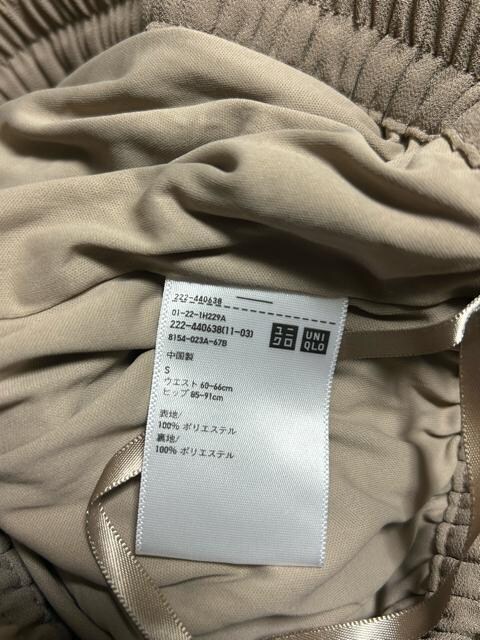 222-440638
01-22-1H229A
222-440638(11-03)
8154-023A-67B
ユニ
クロ
UNI
QLO
中国製
S
ウエスト 60-66cm
ヒップ 85-91cm
表地/
100% ポリエステル
裏地/
100% ポリエステル